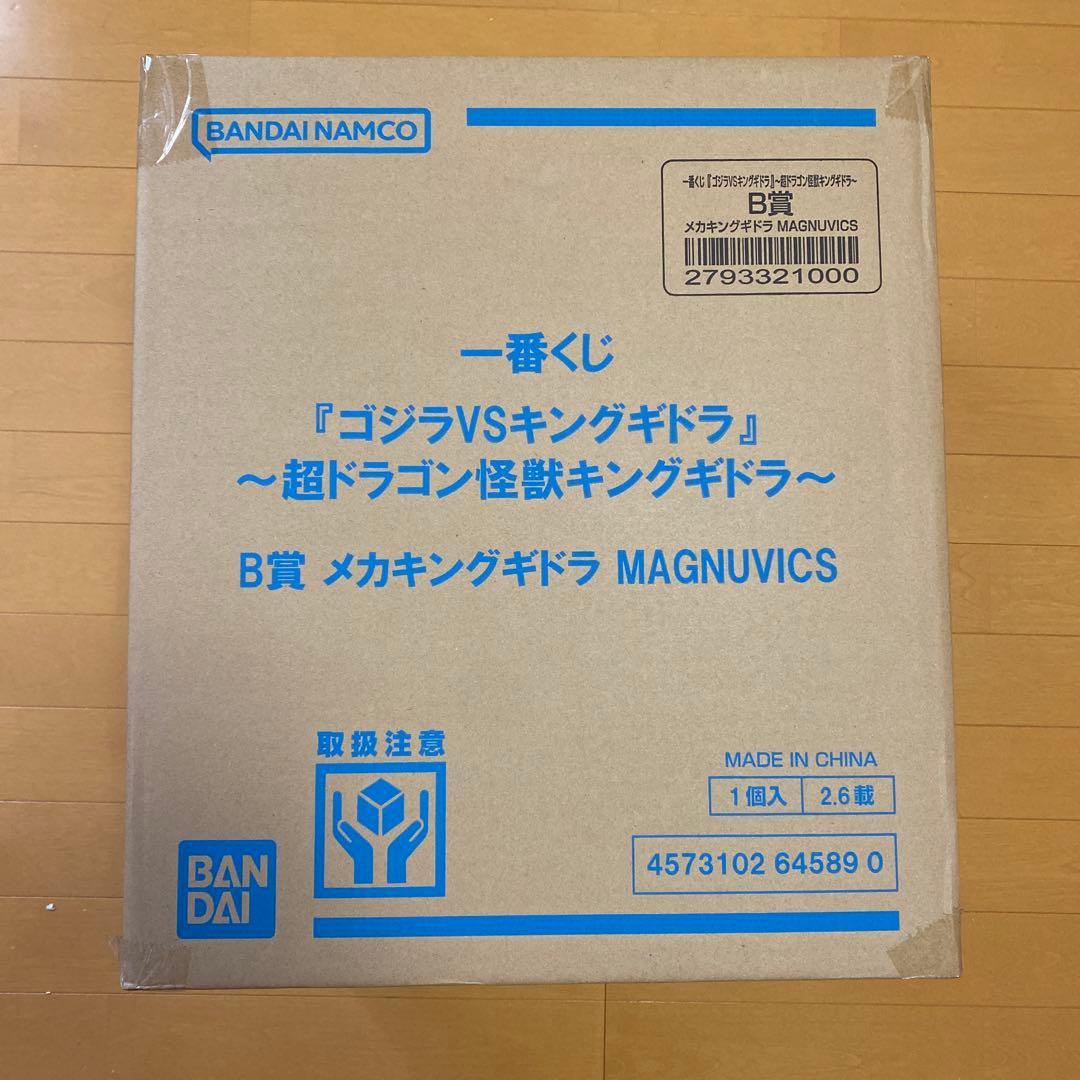 BANDAI NAMCO
一番くじ『ゴジラVSキングギドラ』～超ドラゴン怪獣キングギドラ～
B賞
メカキングギドラ MAGNUVICS
2793321000
一番くじ
『ゴジラVSキングギドラ』
～超ドラゴン怪獣キングギドラ～
B賞 メカキングギドラ MAGNUVICS
取扱注意
MADE IN CHINA
1個入 2.6載
4573102 64589 0
BAN
DAI